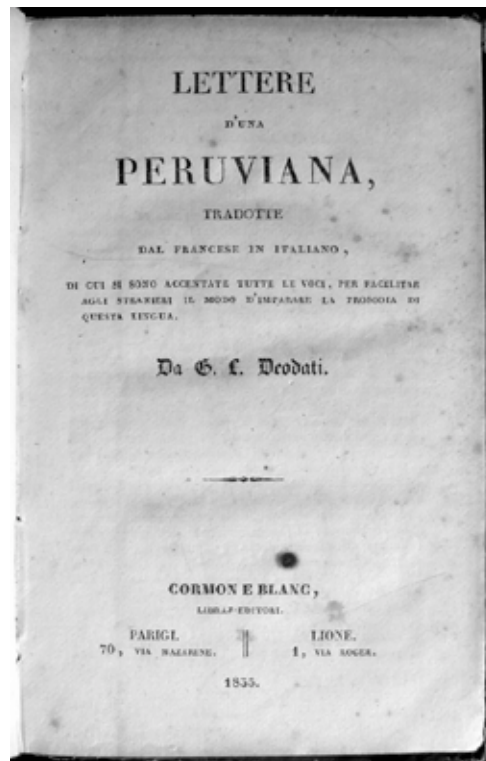 LETTERE
D'UNA
PERUVIANA,
TRADOTTE
DAL FRANCESE IN ITALIANO,
DI CUI SI SONO ACCENTATE TUTTE LE VOCI, PER FACILITAR
AGLI STRANIERI IL MODO D'IMPARARE LA PROSODIA DI
QUESTA LINGUA.
Da G. L. Deodati.
CORMON E BLANC,
LIBRAI-EDITORI.
PARIGI. LIONE.
70, VIA MAZARINE. 1, VIA ROGER.
1835.